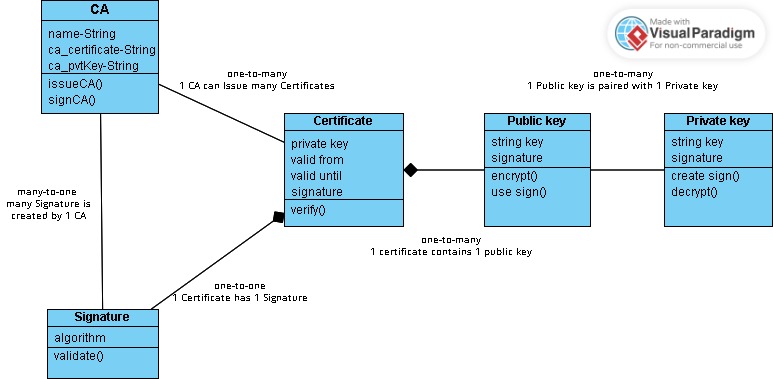 CA
name-String
ca_certificate-String
ca_pvtKey-String
issueCA()
signCA()
Made with
Visual Paradigm
For non-commercial use
one-to-many
1 CA can Issue many Certificates
one-to-many
1 Public key is paired with 1 Private key
Certificate
private key
valid from
valid until
signature
verify()
Public key
string key
signature
encrypt()
use sign()
Private key
string key
signature
create sign()
decrypt()
many-to-one
many Signature is
created by 1 CA
one-to-many
1 certificate contains 1 public key
one-to-one
1 Certificate has 1 Signature
Signature
algorithm
validate()